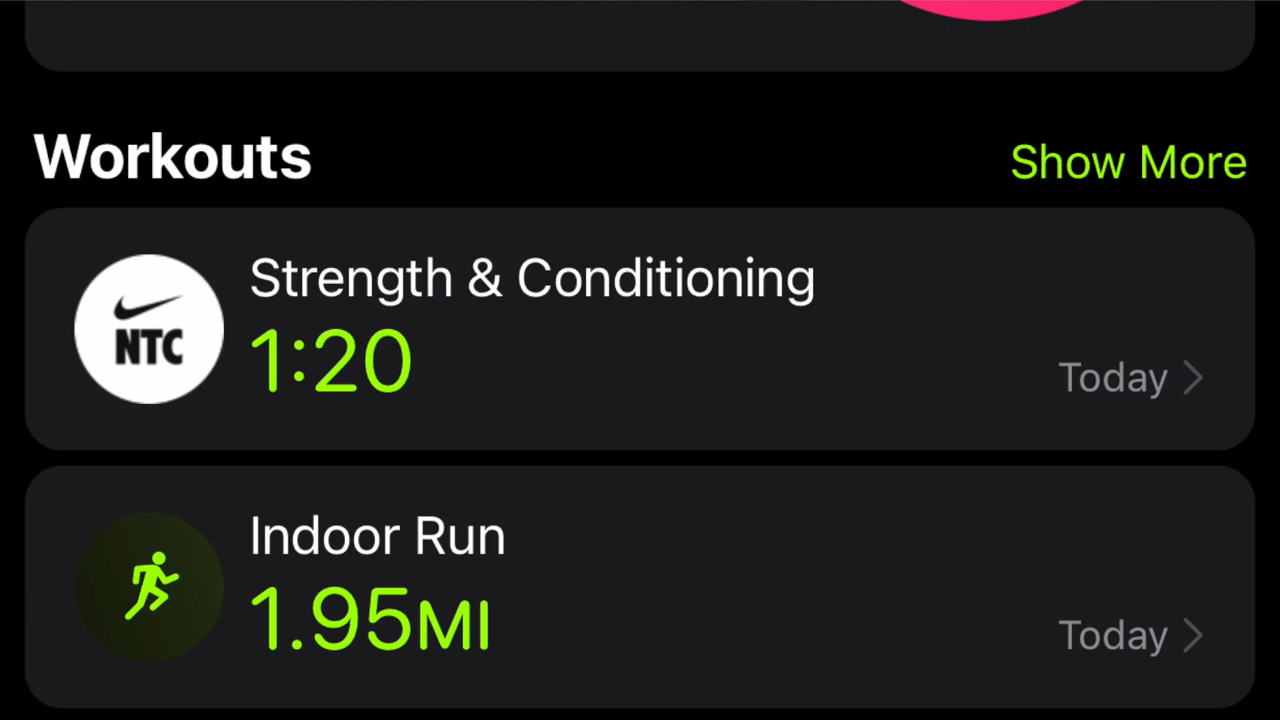 Workouts
Show More
NTC
Strength & Conditioning
1:20
Today
Indoor Run
1.95MI
Today